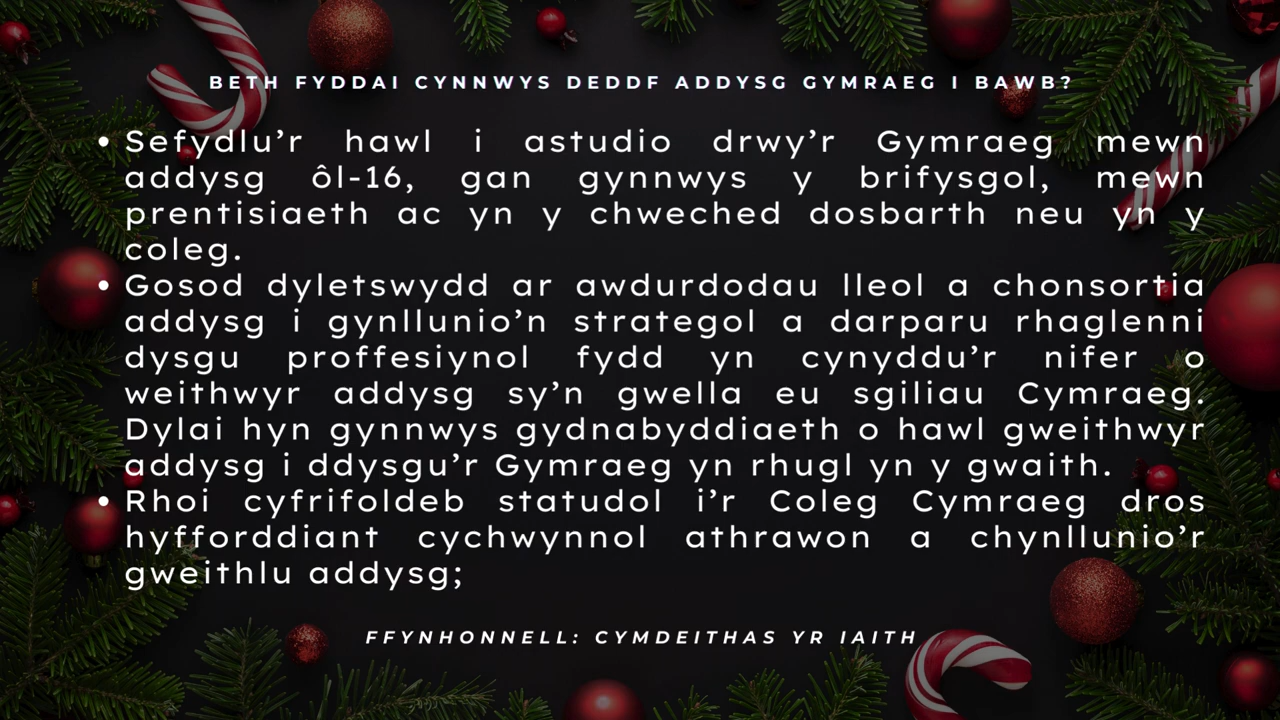 BETH FYDDAI CYNNWYS DEDDF ADDYSG GYMRAEG I BAWB?
• Sefydlu’r hawl i astudio drwy’r Gymraeg mewn
addysg ôl-16, gan gynnwys y brifysgol, mewn
prentisiaeth ac yn y chweched dosbarth neu yn y
coleg.
• Gosod dyletswydd ar awdurdodau lleol a chonsortia
addysg i gynllunio’n strategol a darparu rhaglenni
dysgu proffesiynol fydd yn cynyddu’r nifer o
weithwyr addysg sy’n gwella eu sgiliau Cymraeg.
Dylai hyn gynnwys gydnabyddiaeth o hawl gweithwyr
addysg i ddysgu’r Gymraeg yn rhugl yn y gwaith.
• Rhoi cyfrifoldeb statudol i’r Coleg Cymraeg dros
hyfforddiant cychwynnol athrawon a chynllunio’r
gweithlu addysg;
FFYNHONNELL: CYMDEITHAS YR IAITH